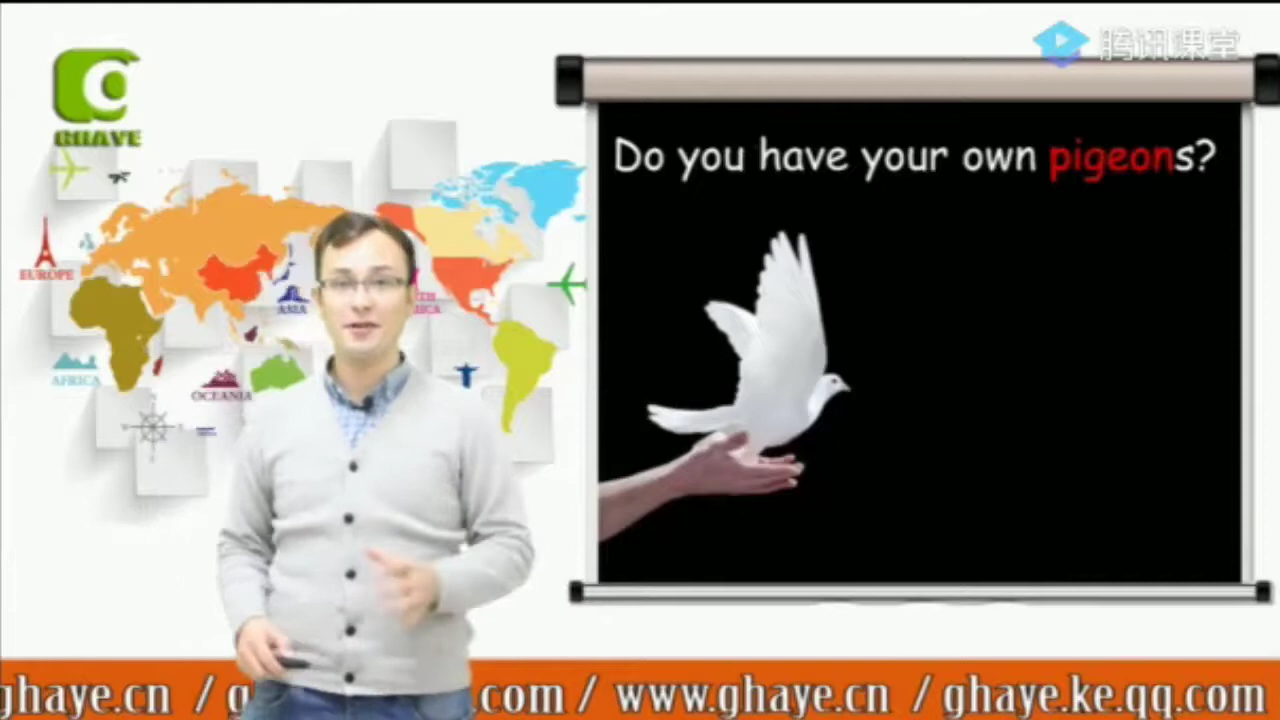 腾讯课堂
GHAYE
Do you have your own pigeons?
EUROPE
ASIA
AFRICA
OCEANIA
ghaye.cn / g
.com / www.ghaye.cn / ghaye.ke.qq.com